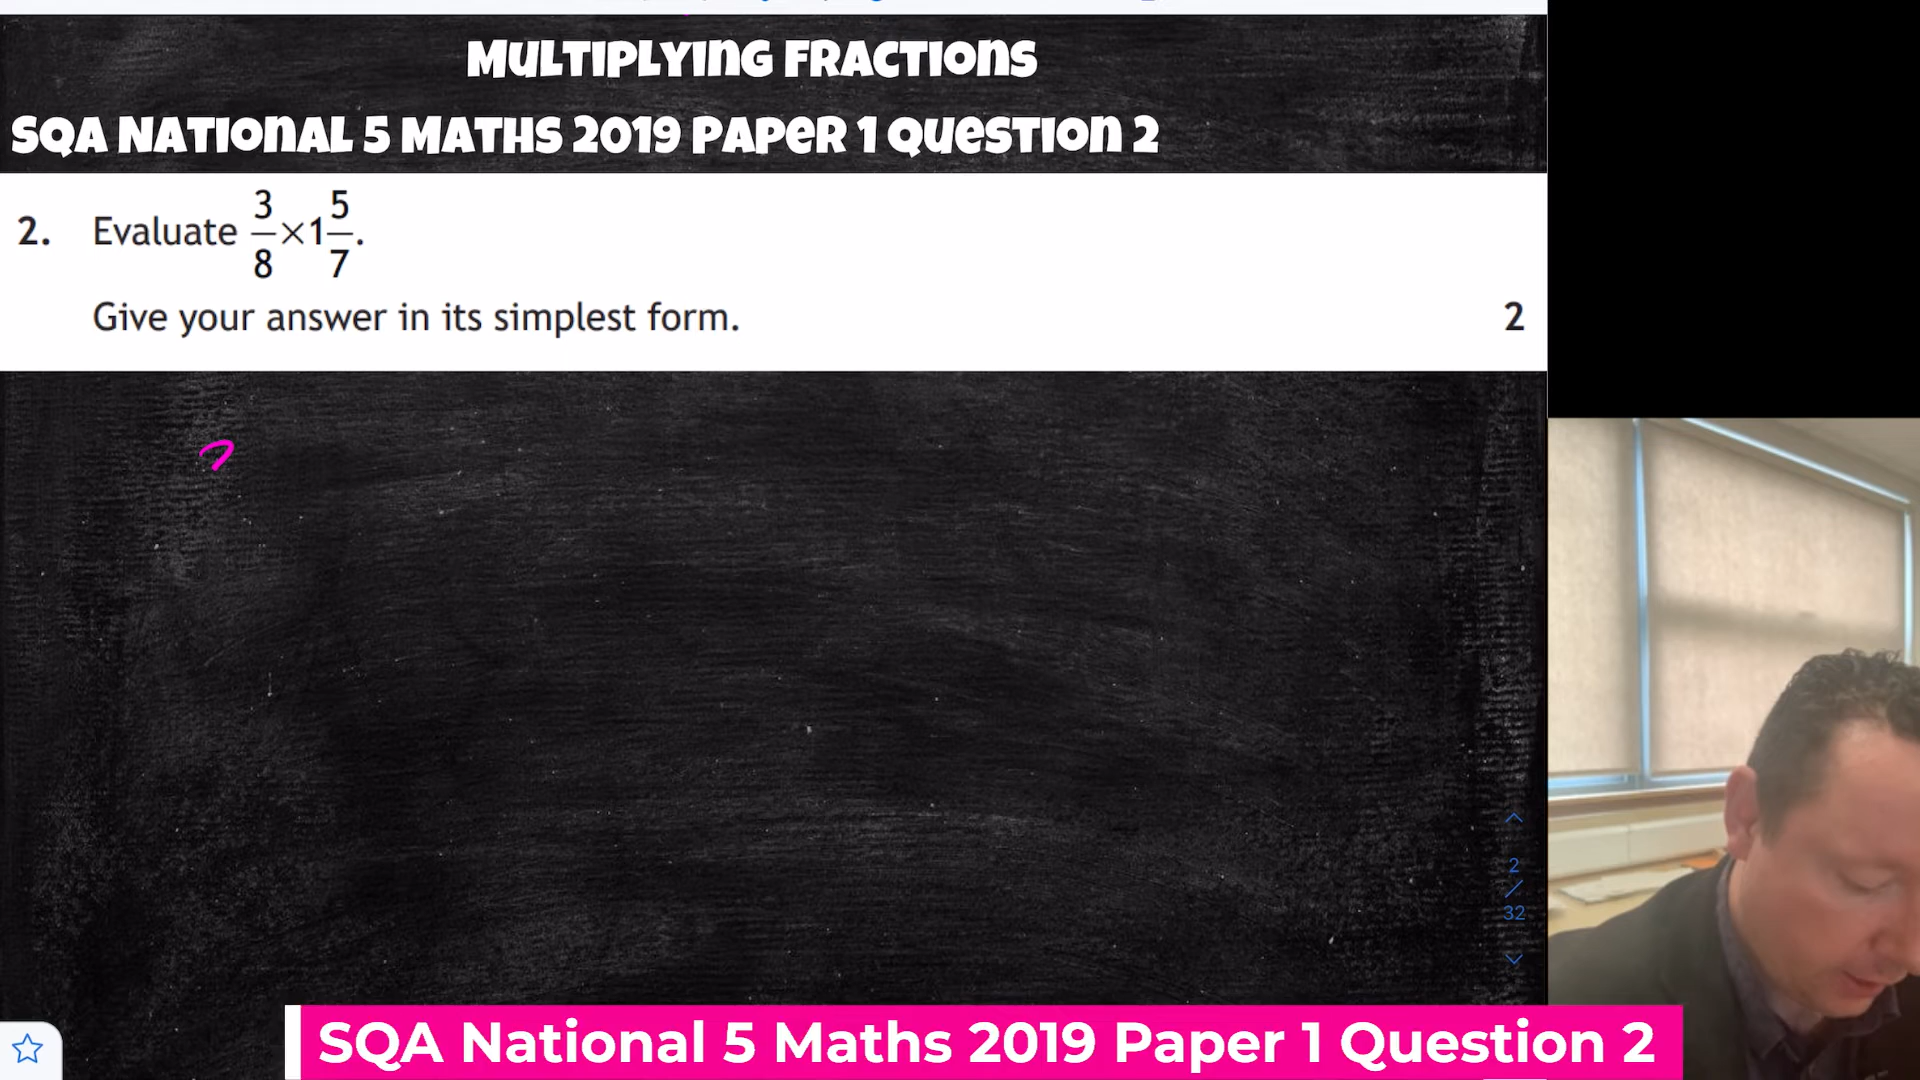 MULTIPLYING FRACTIONS
SQA NATIONAL 5 MATHS 2019 PAPER 1 QUESTION 2
2. Evaluate 3/8 × 1 5/7.
Give your answer in its simplest form. 2
2
/
32
SQA National 5 Maths 2019 Paper 1 Question 2